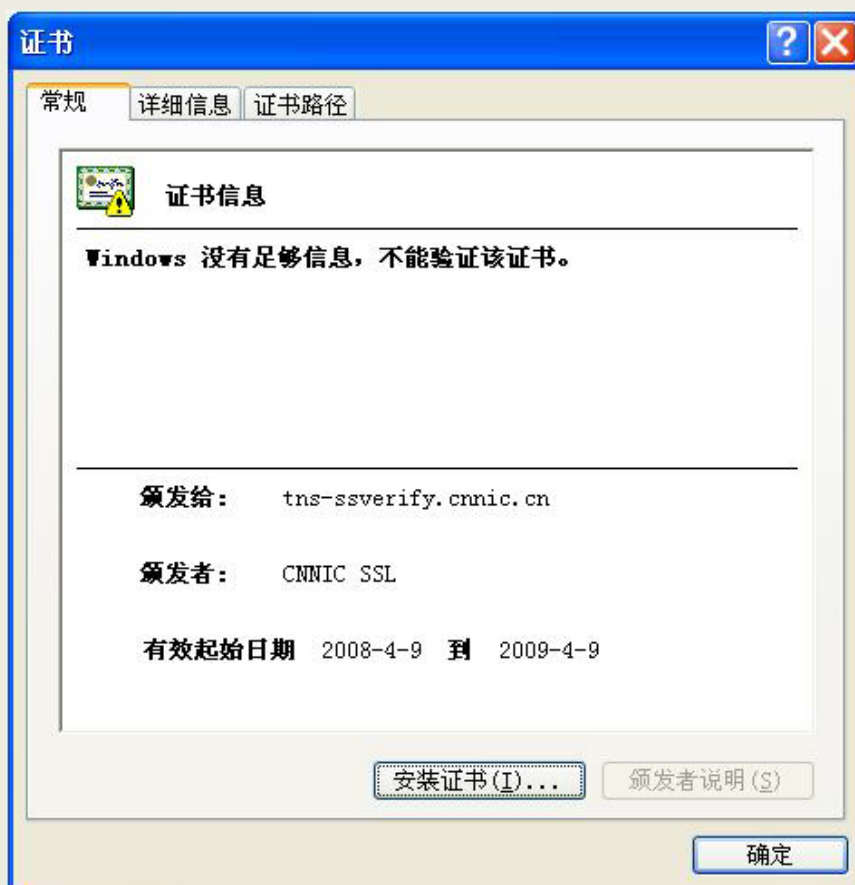 证书
常规 详细信息 证书路径
证书信息
Windows 没有足够信息，不能验证该证书。
颁发给： tns-ssverify.cnnic.cn
颁发者： CNNIC SSL
有效起始日期 2008-4-9 到 2009-4-9
安装证书(I)... 颁发者说明(S)
确定